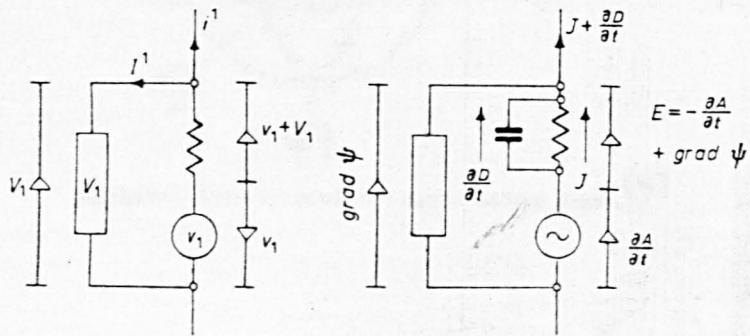 i¹
I¹
V₁
V₁
v₁ + V₁
v₁
v₁
J + ∂D/∂t
grad ψ
∂D/∂t
J
E = - ∂A/∂t
+ grad ψ
∂A/∂t